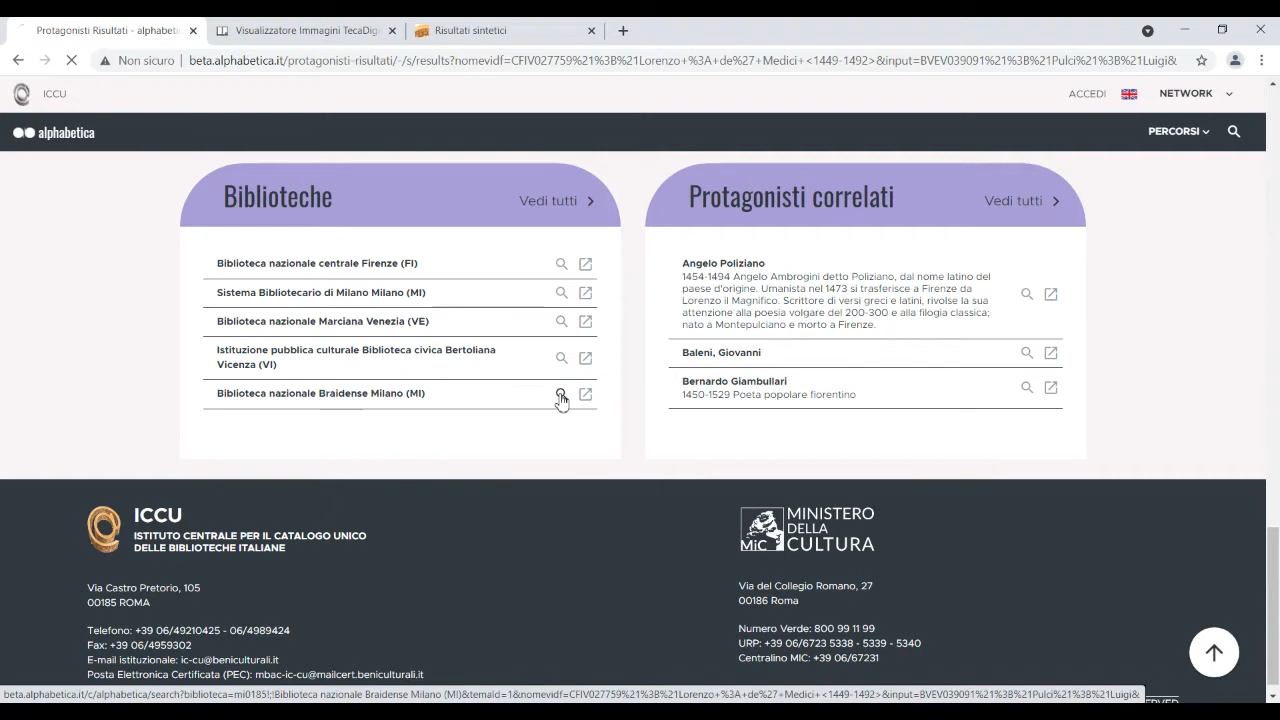 Protagonisti Risultati - alphabeti
Visualizzatore Immagini TecaDigi
Risultati sintetici
Non sicuro
beta.alphabetica.it/protagonisti-risultati/-/s/results?nomevidf=CFIV027759%21%3B%21Lorenzo+%3A+de%27+Medici+<1449-1492>&input=BVEV039091%21%3B%21Pulci%21%3B%21Luigi&
ICCU
ACCEDI
NETWORK
alphabetica
PERCORSI
Biblioteche
Vedi tutti
Biblioteca nazionale centrale Firenze (FI)
Sistema Bibliotecario di Milano Milano (MI)
Biblioteca nazionale Marciana Venezia (VE)
Istituzione pubblica culturale Biblioteca civica Bertoliana
Vicenza (VI)
Biblioteca nazionale Braidense Milano (MI)
Protagonisti correlati
Vedi tutti
Angelo Poliziano
1454-1494 Angelo Ambrogini detto Poliziano, dal nome latino del
paese d'origine. Umanista nel 1473 si trasferisce a Firenze da
Lorenzo il Magnifico. Scrittore di versi greci e latini, rivolse la sua
attenzione alla poesia volgare del 200-300 e alla filogia classica;
nato a Montepulciano e morto a Firenze.
Baleni, Giovanni
Bernardo Giambullari
1450-1529 Poeta popolare fiorentino
ICCU
ISTITUTO CENTRALE PER IL CATALOGO UNICO
DELLE BIBLIOTECHE ITALIANE
Via Castro Pretorio, 105
00185 ROMA
Telefono: +39 06/49210425 - 06/4989424
Fax: +39 06/4959302
E-mail istituzionale: ic-cu@beniculturali.it
Posta Elettronica Certificata (PEC): mbac-ic-cu@mailcert.beniculturali.it
MiC
MINISTERO
DELLA
CULTURA
Via del Collegio Romano, 27
00186 Roma
Numero Verde: 800 99 11 99
URP: +39 06/6723 5338 - 5339 - 5340
Centralino MIC: +39 06/67231
beta.alphabetica.it/c/alphabetica/search?biblioteca=mi0185!;!Biblioteca nazionale Braidense Milano (MI)&temaId=1&nomevidf=CFIV027759%21%3B%21Lorenzo+%3A+de%27+Medici+<1449-1492>&input=BVEV039091%21%3B%21Pulci%21%3B%21Luigi&